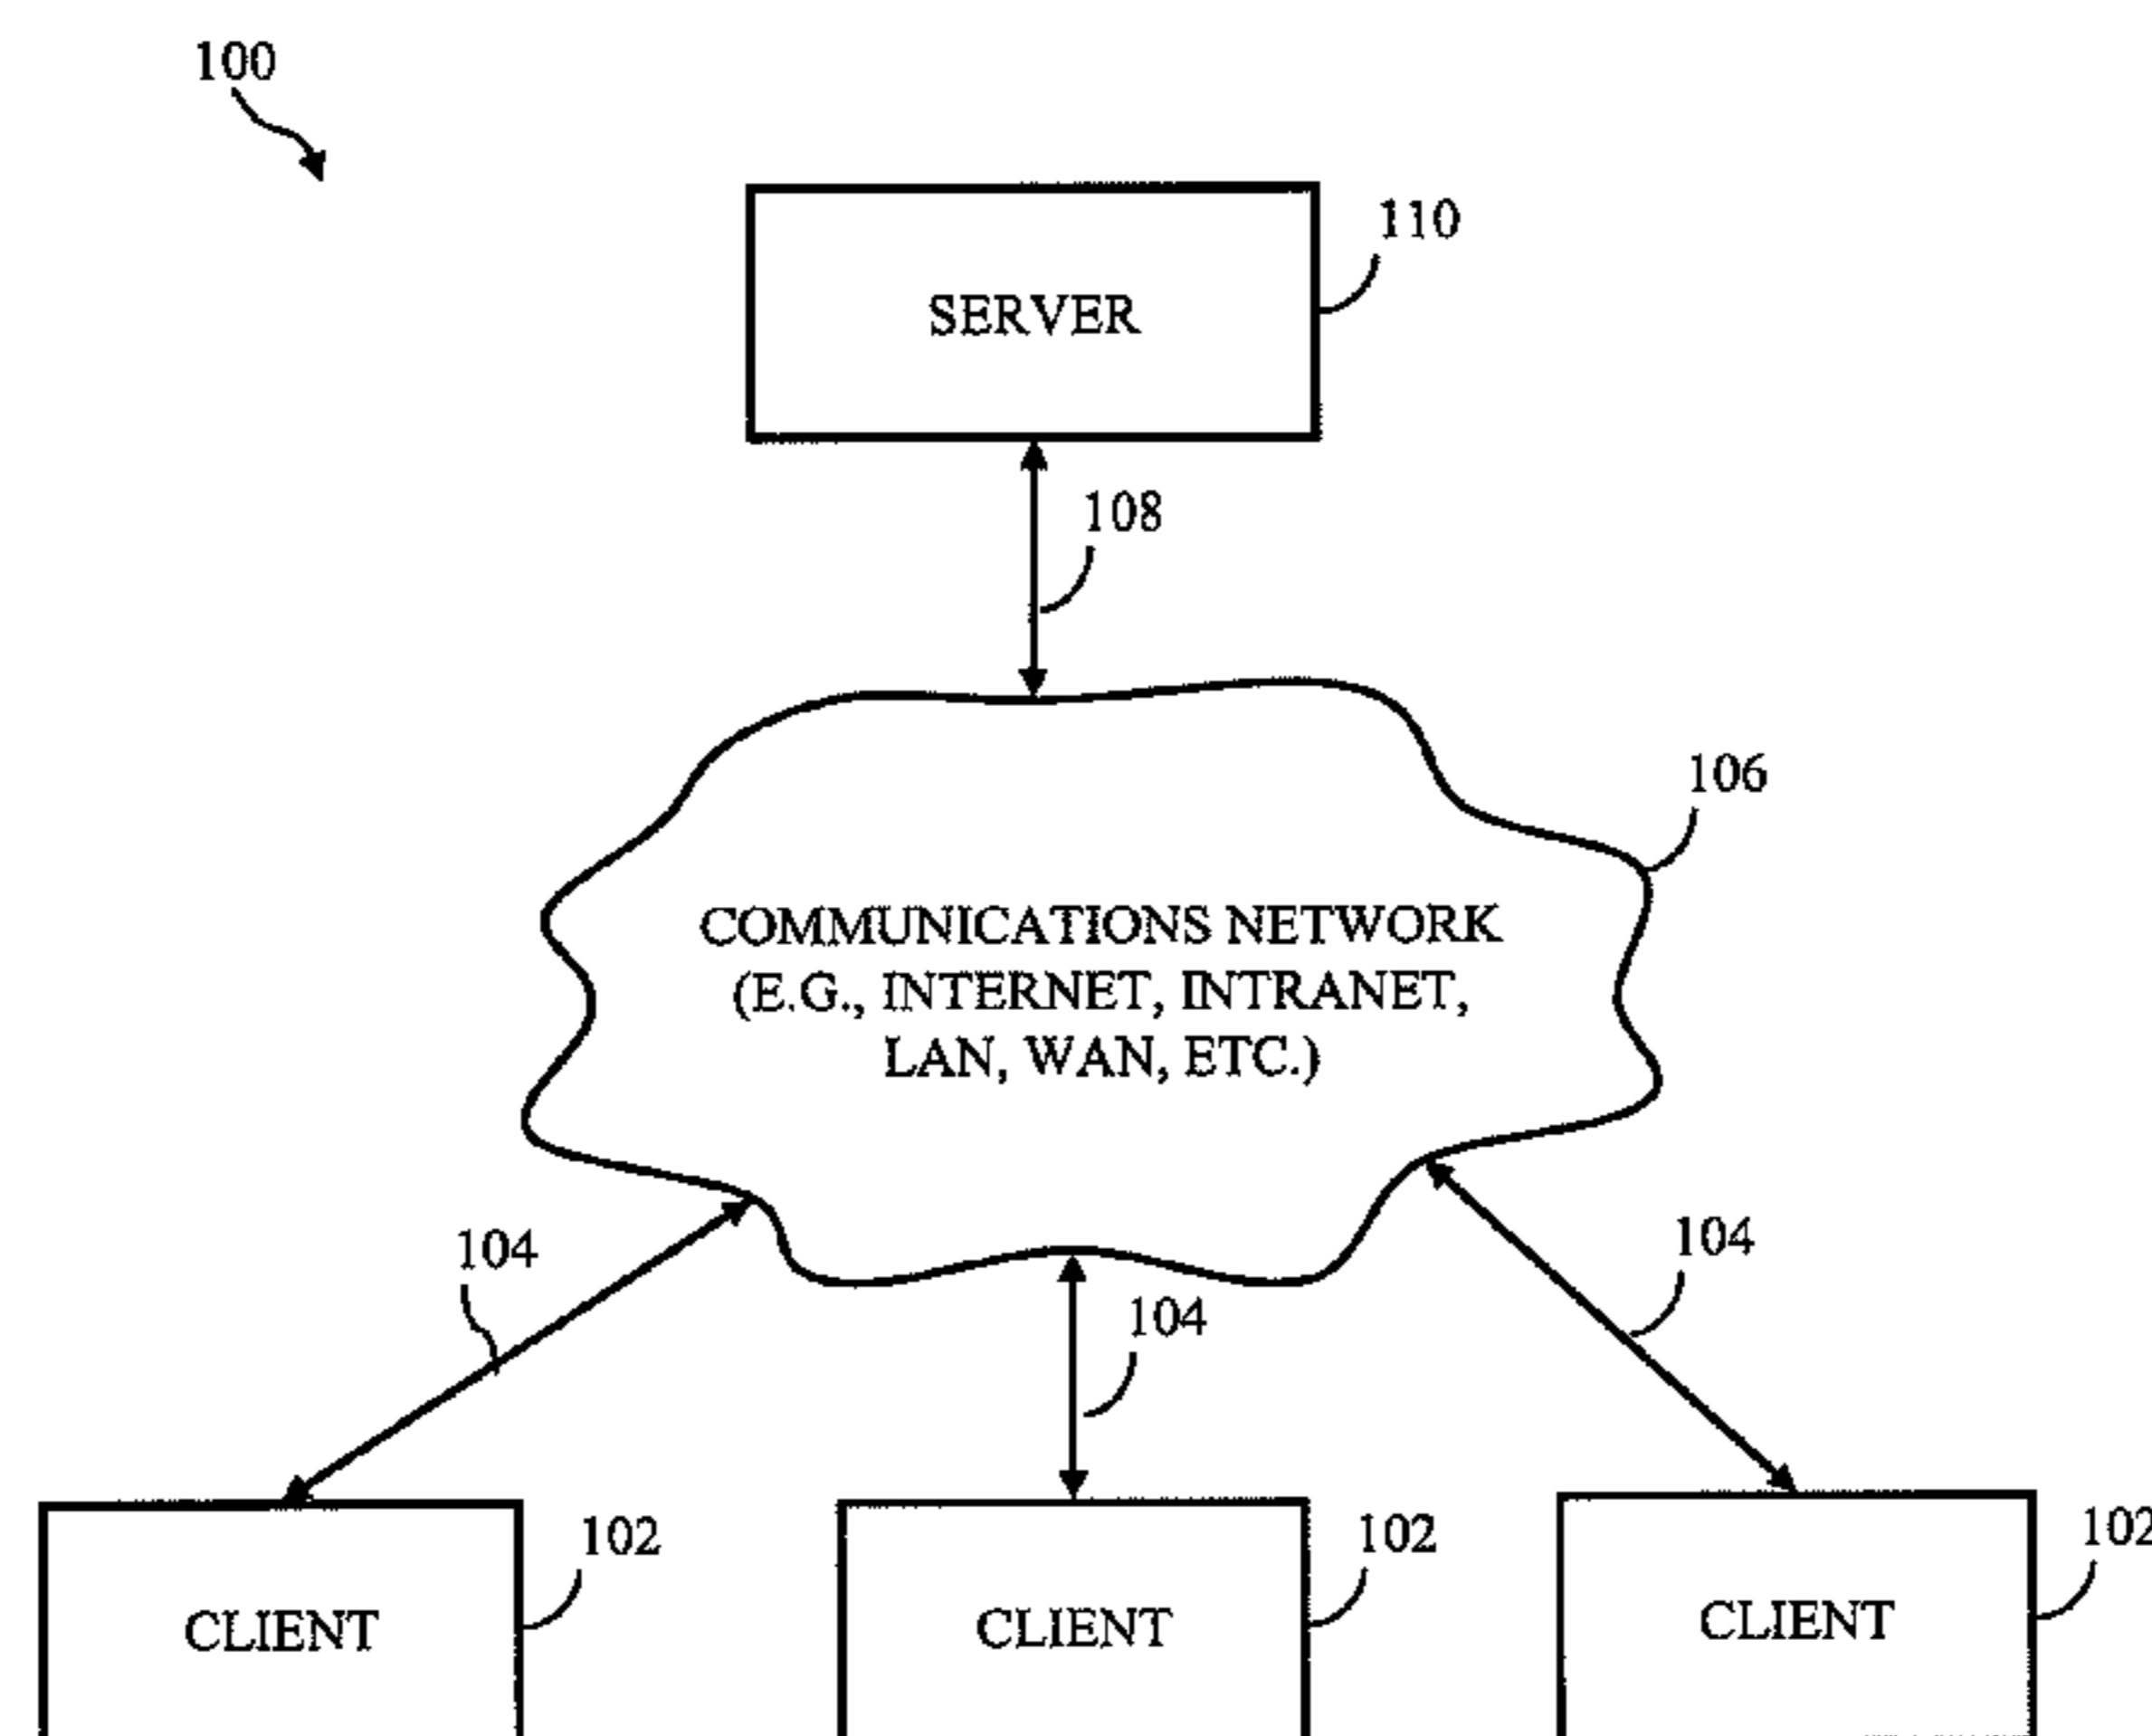 100
110
SERVER
108
106
COMMUNICATIONS NETWORK
(E.G., INTERNET, INTRANET,
LAN, WAN, ETC.)
104
104
104
102
102
102
CLIENT
CLIENT
CLIENT